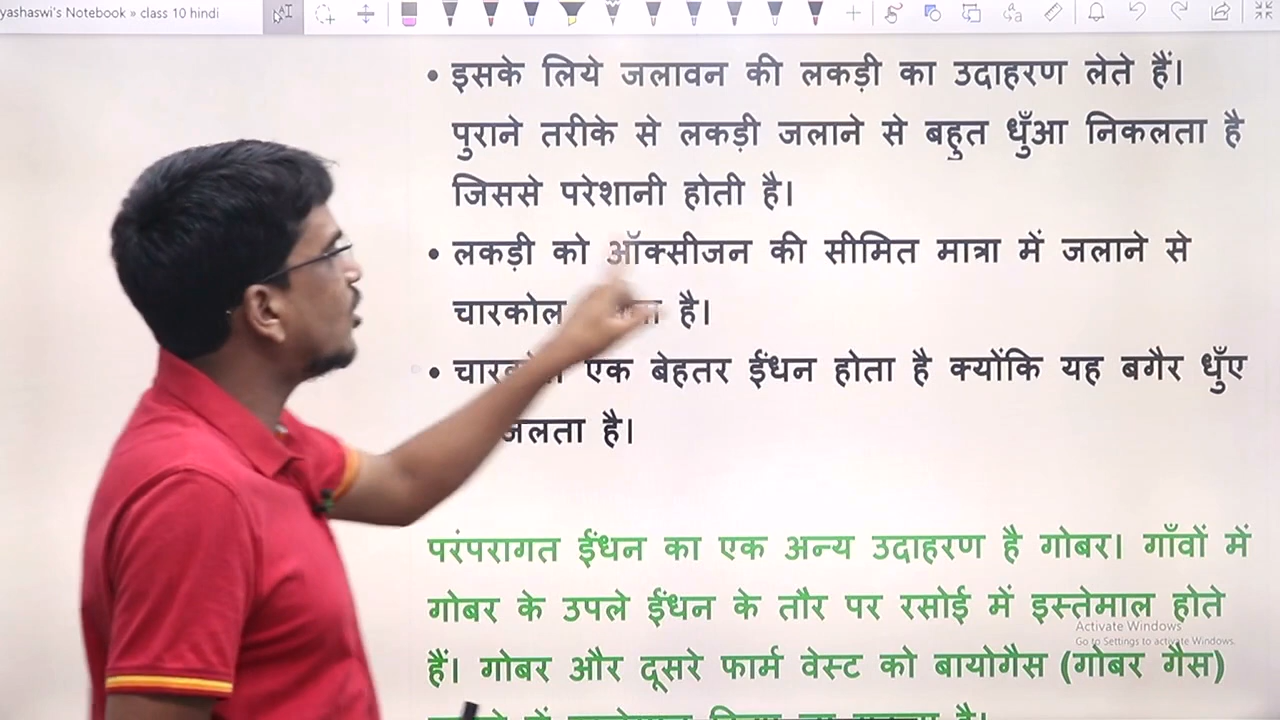 yashaswi's Notebook » class 10 hindi
• इसके लिये जलावन की लकड़ी का उदाहरण लेते हैं।
पुराने तरीके से लकड़ी जलाने से बहुत धुँआ निकलता है
जिससे परेशानी होती है।
• लकड़ी को ऑक्सीजन की सीमित मात्रा में जलाने से
चारकोल है।
• एक बेहतर ईंधन होता है क्योंकि यह बगैर धुँए
जलता है।
परंपरागत ईंधन का एक अन्य उदाहरण है गोबर। गाँवों में
गोबर के उपले ईंधन के तौर पर रसोई में इस्तेमाल होते
Activate Windows
Go to Settings to activate Windows.
हैं। गोबर और दूसरे फार्म वेस्ट को बायोगैस (गोबर गैस)